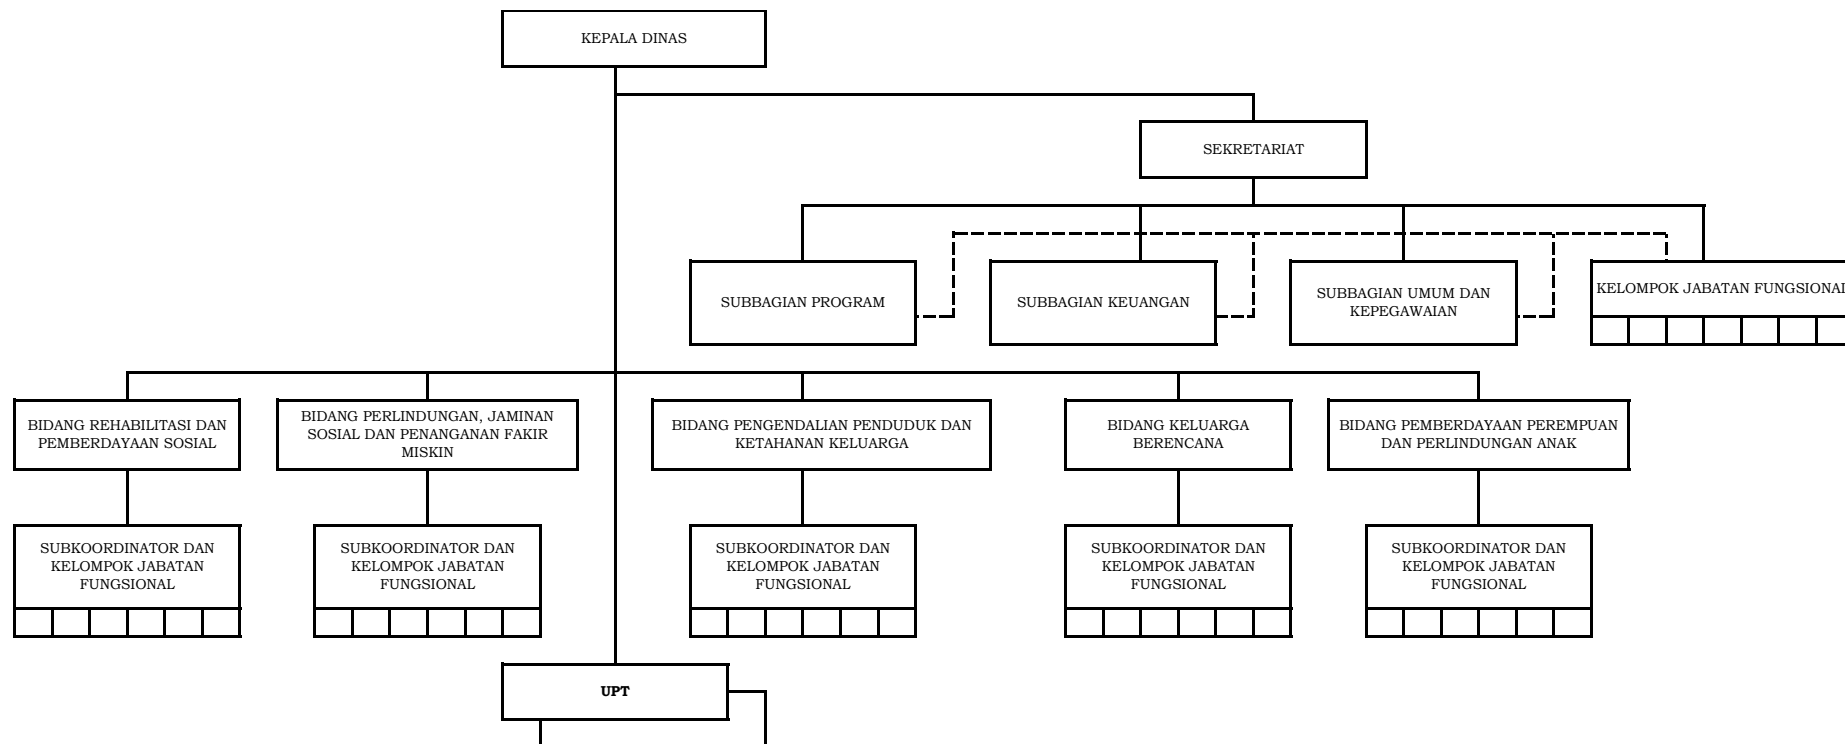 KEPALA DINAS
SEKRETARIAT
SUBBAGIAN PROGRAM
SUBBAGIAN KEUANGAN
SUBBAGIAN UMUM DAN
KEPEGAWAIAN
KELOMPOK JABATAN FUNGSIONAL
BIDANG REHABILITASI DAN
PEMBERDAYAAN SOSIAL
BIDANG PERLINDUNGAN, JAMINAN
SOSIAL DAN PENANGANAN FAKIR
MISKIN
BIDANG PENGENDALIAN PENDUDUK DAN
KETAHANAN KELUARGA
BIDANG KELUARGA
BERENCANA
BIDANG PEMBERDAYAAN PEREMPUAN
DAN PERLINDUNGAN ANAK
SUBKOORDINATOR DAN
KELOMPOK JABATAN
FUNGSIONAL
SUBKOORDINATOR DAN
KELOMPOK JABATAN
FUNGSIONAL
SUBKOORDINATOR DAN
KELOMPOK JABATAN
FUNGSIONAL
SUBKOORDINATOR DAN
KELOMPOK JABATAN
FUNGSIONAL
SUBKOORDINATOR DAN
KELOMPOK JABATAN
FUNGSIONAL
UPT